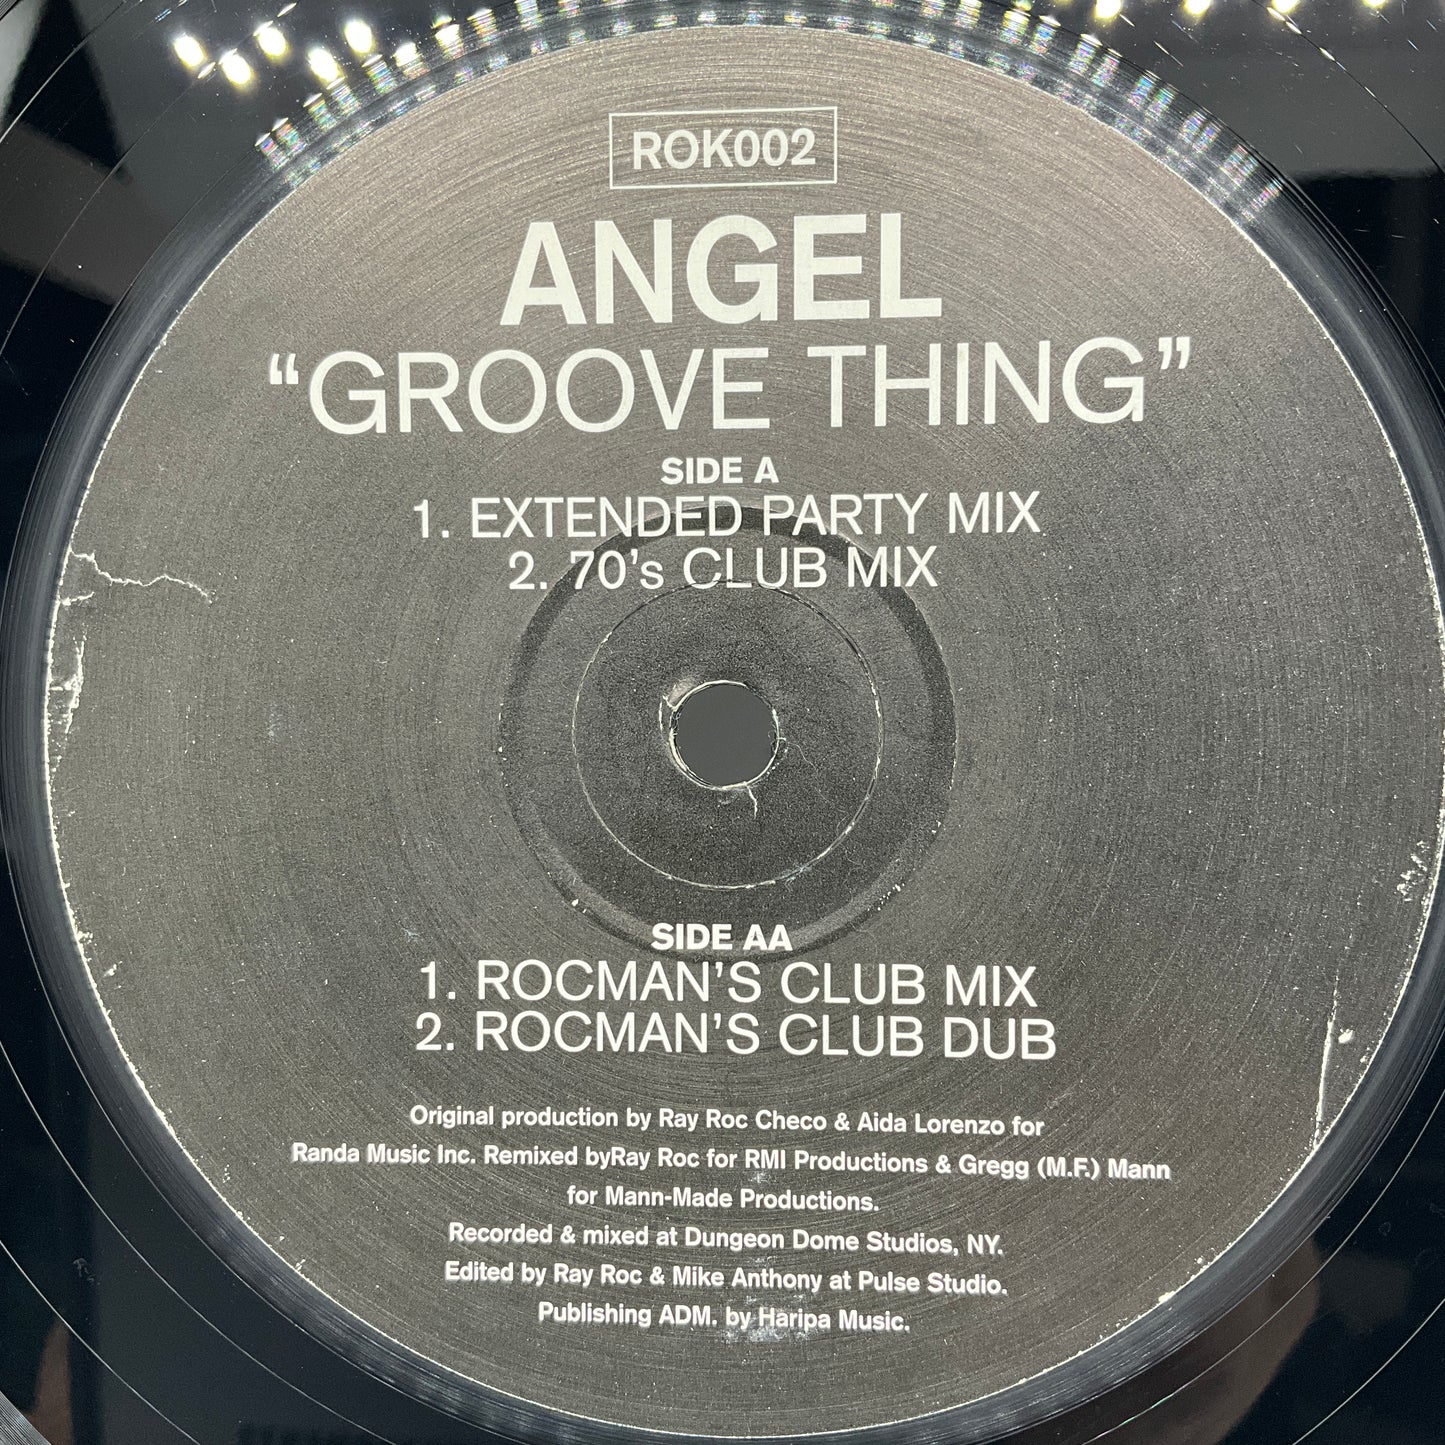 ROK002
ANGEL
“GROOVE THING”
SIDE A
1. EXTENDED PARTY MIX
2. 70’s CLUB MIX
SIDE AA
1. ROCMAN’S CLUB MIX
2. ROCMAN’S CLUB DUB
Original production by Ray Roc Checo & Aida Lorenzo for
Randa Music Inc. Remixed byRay Roc for RMI Productions & Gregg (M.F.) Mann
for Mann-Made Productions.
Recorded & mixed at Dungeon Dome Studios, NY.
Edited by Ray Roc & Mike Anthony at Pulse Studio.
Publishing ADM. by Haripa Music.